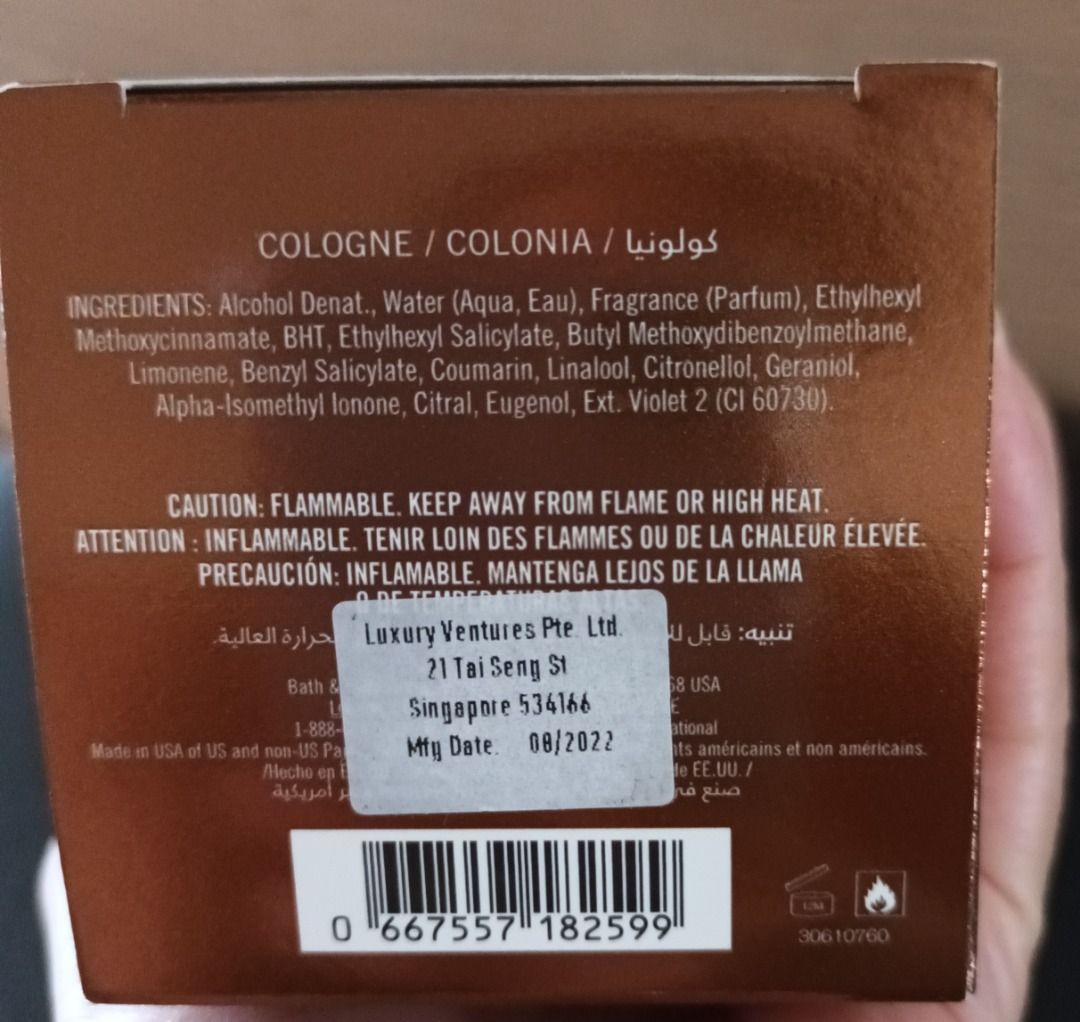 COLOGNE / COLONIA / كولونيا
INGREDIENTS: Alcohol Denat., Water (Aqua, Eau), Fragrance (Parfum), Ethylhexyl
Methoxycinnamate, BHT, Ethylhexyl Salicylate, Butyl Methoxydibenzoylmethane,
Limonene, Benzyl Salicylate, Coumarin, Linalool, Citronellol, Geraniol,
Alpha-Isomethyl Ionone, Citral, Eugenol, Ext. Violet 2 (CI 60730).
CAUTION: FLAMMABLE. KEEP AWAY FROM FLAME OR HIGH HEAT.
ATTENTION : INFLAMMABLE. TENIR LOIN DES FLAMMES OU DE LA CHALEUR ÉLEVÉE.
PRECAUCIÓN: INFLAMABLE. MANTENGA LEJOS DE LA LLAMA
O DE TEMPERATURAS ALTAS.
تنبيه: قابل الحرارة العالية.
Luxury Ventures Pte. Ltd.
21 Tai Seng St
Singapore 534166
Mfg Date. 08/2022
Bath & 68 USA
1-888- ational
Made in USA of US and non-US Pa nts américains et non américains.
/Hecho en E de EE.UU. /
صنع في أمريكية
0 667557 182599
12M
30610760